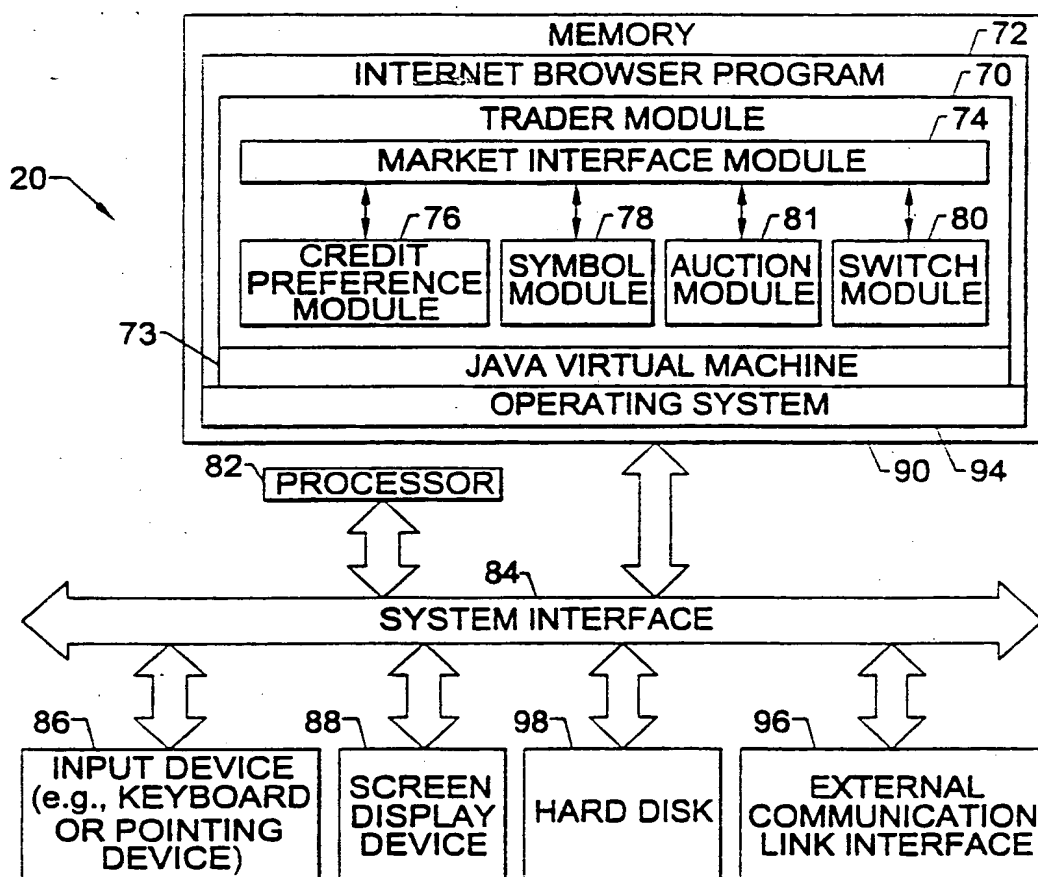 MEMORY
72
INTERNET BROWSER PROGRAM
70
TRADER MODULE
74
MARKET INTERFACE MODULE
20
76
78
81
80
CREDIT
PREFERENCE
MODULE
SYMBOL
MODULE
AUCTION
MODULE
SWITCH
MODULE
73
JAVA VIRTUAL MACHINE
OPERATING SYSTEM
82
PROCESSOR
90
94
84
SYSTEM INTERFACE
86
88
98
96
INPUT DEVICE
(e.g., KEYBOARD
OR POINTING
DEVICE)
SCREEN
DISPLAY
DEVICE
HARD DISK
EXTERNAL
COMMUNICATION
LINK INTERFACE